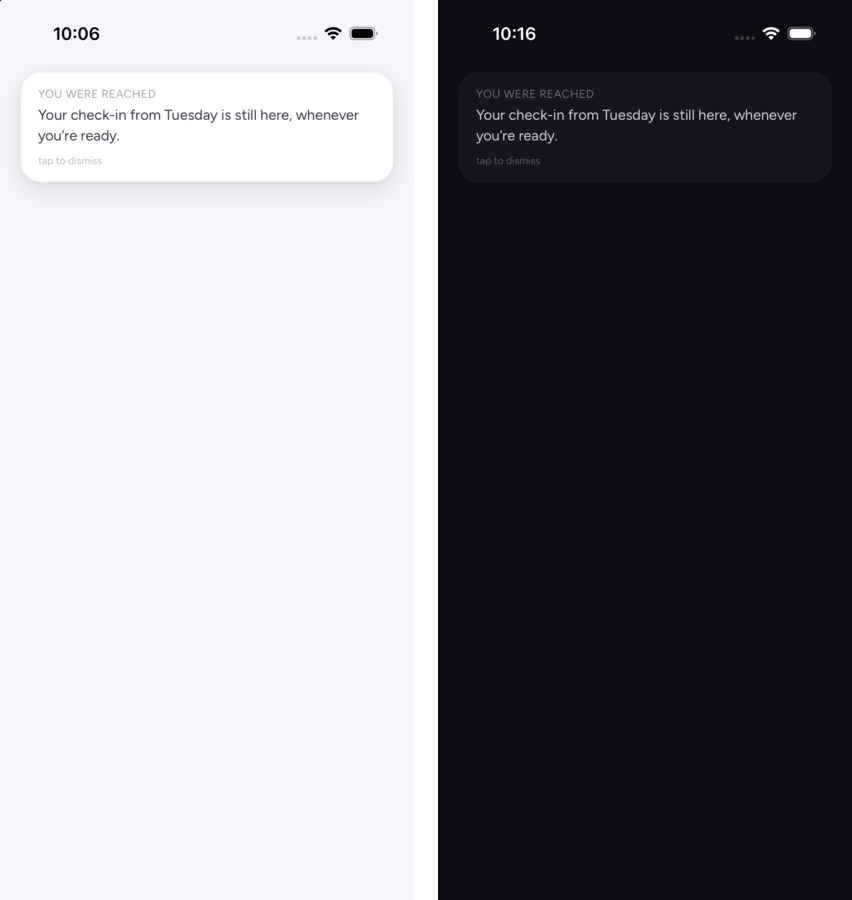 10:06
YOU WERE REACHED
Your check-in from Tuesday is still here, whenever
you’re ready.
tap to dismiss
10:16
YOU WERE REACHED
Your check-in from Tuesday is still here, whenever
you’re ready.
tap to dismiss